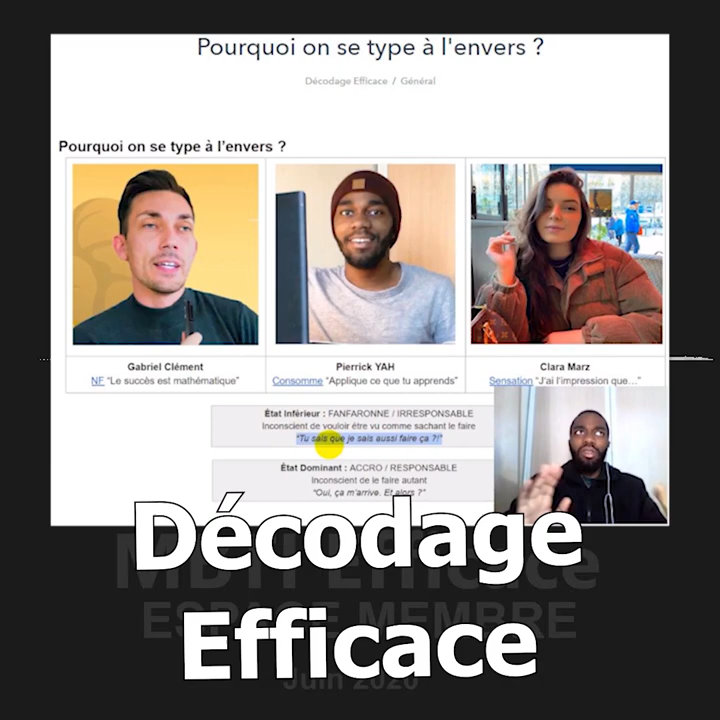 Pourquoi on se type à l'envers ?
Décodage Efficace / Général
Pourquoi on se type à l'envers ?
Gabriel Clément
NF “Le succès est mathématique”
Pierrick YAH
Consomme “Applique ce que tu apprends”
Clara Marz
Sensation “J'ai l'impression que…”
État Inférieur : FANFARONNE / IRRESPONSABLE
Inconscient de vouloir être vu comme sachant le faire
“Tu sais que je sais aussi faire ça ?!”
État Dominant : ACCRO / RESPONSABLE
Inconscient de le faire autant
“Oui, ça m'arrive. Et alors ?”
Décodage
MBTI Efficace
ESPACE MEMBRE
Efficace
Juin 2020